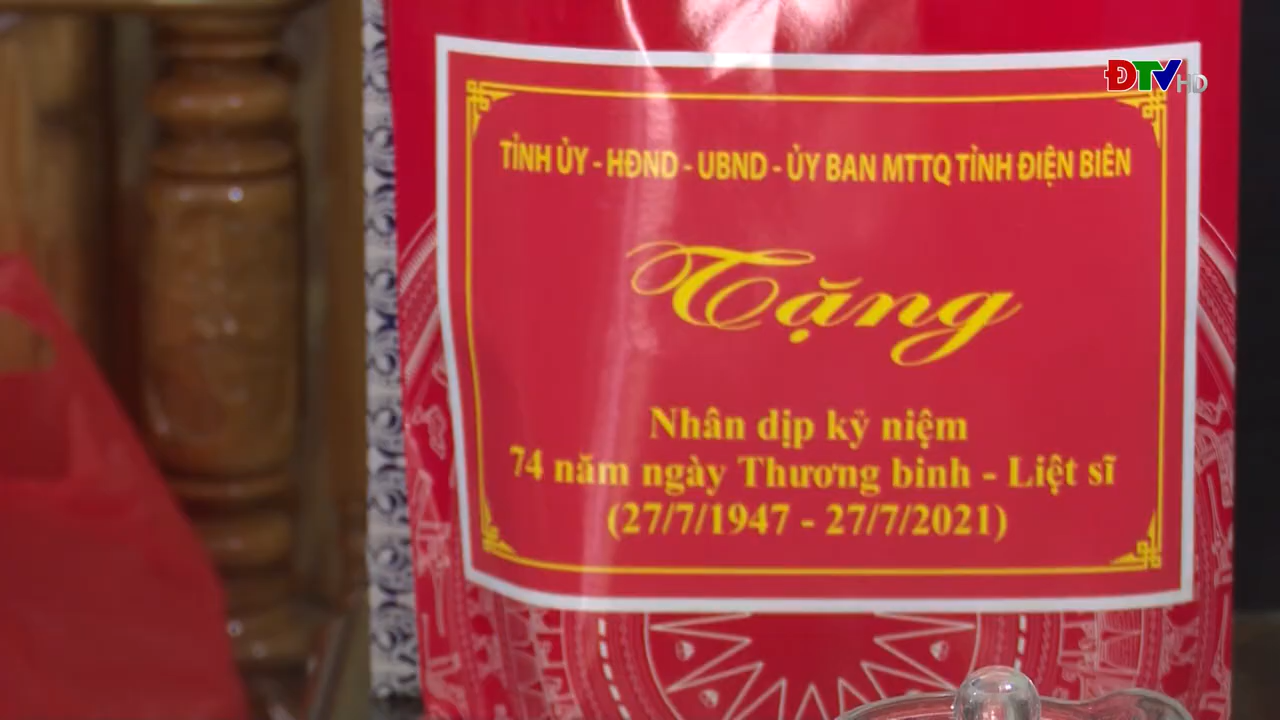 ĐTV HD
TỈNH ỦY - HĐND - UBND - ỦY BAN MTTQ TỈNH ĐIỆN BIÊN
Tặng
Nhân dịp kỷ niệm
74 năm ngày Thương binh - Liệt sĩ
(27/7/1947 - 27/7/2021)